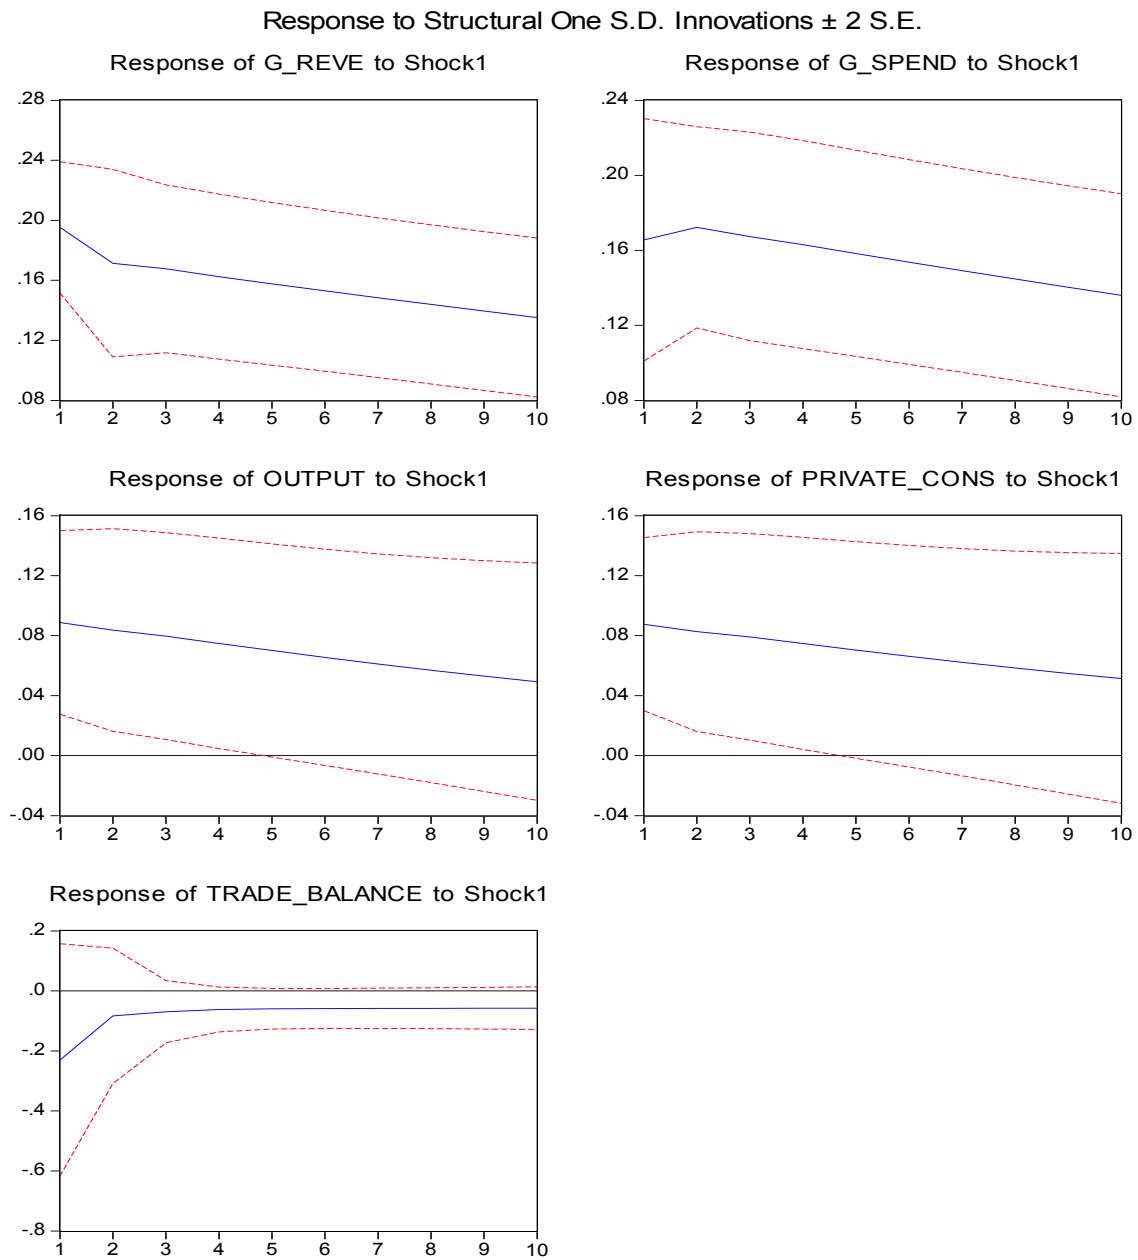 Response to Structural One S.D. Innovations ± 2 S.E.
Response of G_REVE to Shock1
.28
.24
.20
.16
.12
.08
1 2 3 4 5 6 7 8 9 10
Response of G_SPEND to Shock1
.24
.20
.16
.12
.08
1 2 3 4 5 6 7 8 9 10
Response of OUTPUT to Shock1
.16
.12
.08
.04
.00
-.04
1 2 3 4 5 6 7 8 9 10
Response of PRIVATE_CONS to Shock1
.16
.12
.08
.04
.00
-.04
1 2 3 4 5 6 7 8 9 10
Response of TRADE_BALANCE to Shock1
.2
.0
-.2
-.4
-.6
-.8
1 2 3 4 5 6 7 8 9 10